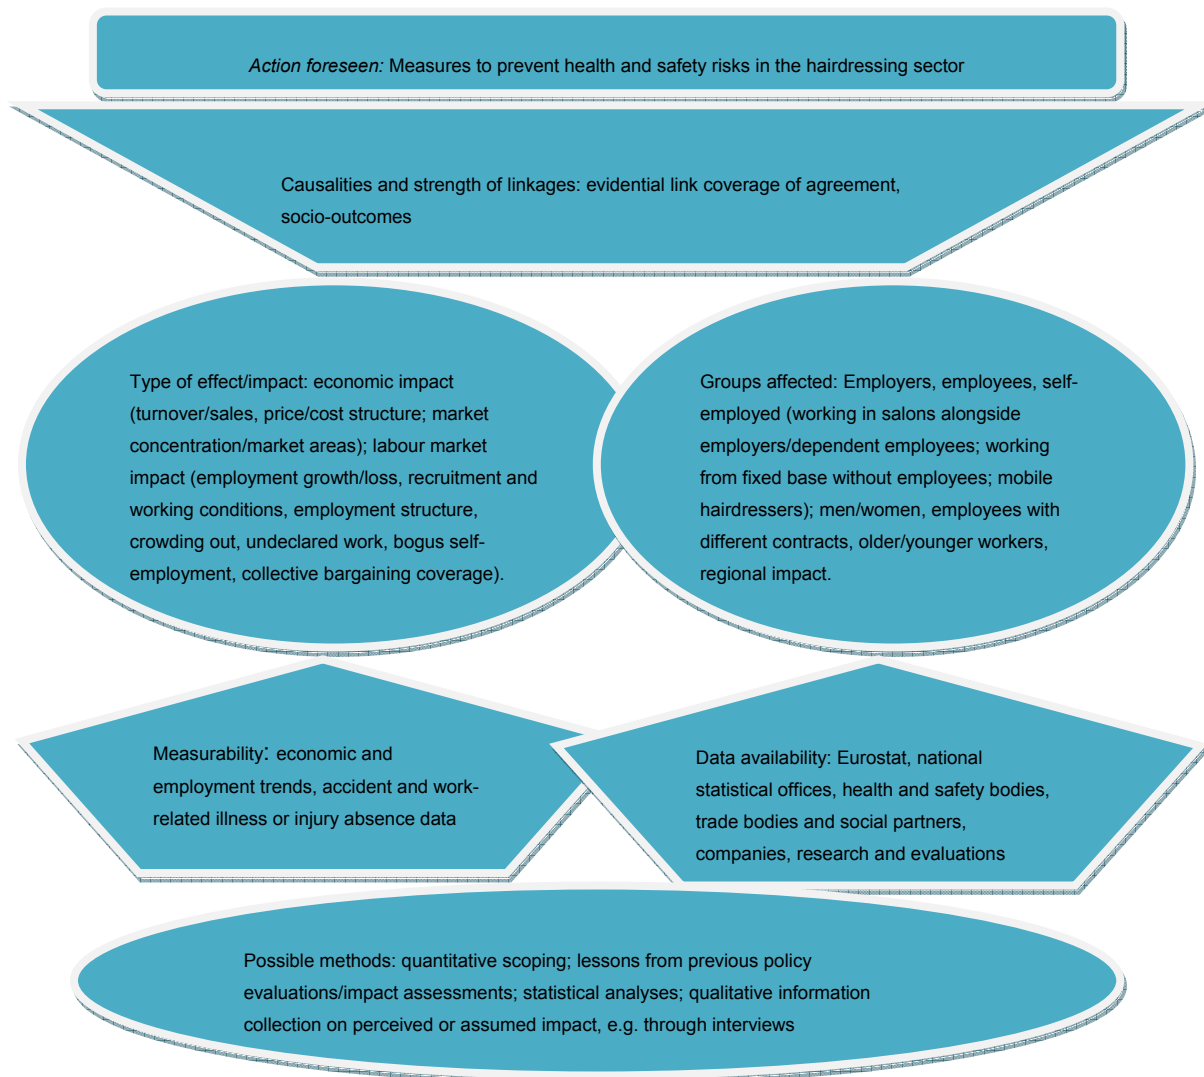 Action foreseen: Measures to prevent health and safety risks in the hairdressing sector
Causalities and strength of linkages: evidential link coverage of agreement,
socio-outcomes
Type of effect/impact: economic impact
(turnover/sales, price/cost structure; market
concentration/market areas); labour market
impact (employment growth/loss, recruitment and
working conditions, employment structure,
crowding out, undeclared work, bogus self-
employment, collective bargaining coverage).
Groups affected: Employers, employees, self-
employed (working in salons alongside
employers/dependent employees; working
from fixed base without employees; mobile
hairdressers); men/women, employees with
different contracts, older/younger workers,
regional impact.
Measurability: economic and
employment trends, accident and work-
related illness or injury absence data
Data availability: Eurostat, national
statistical offices, health and safety bodies,
trade bodies and social partners,
companies, research and evaluations
Possible methods: quantitative scoping; lessons from previous policy
evaluations/impact assessments; statistical analyses; qualitative information
collection on perceived or assumed impact, e.g. through interviews